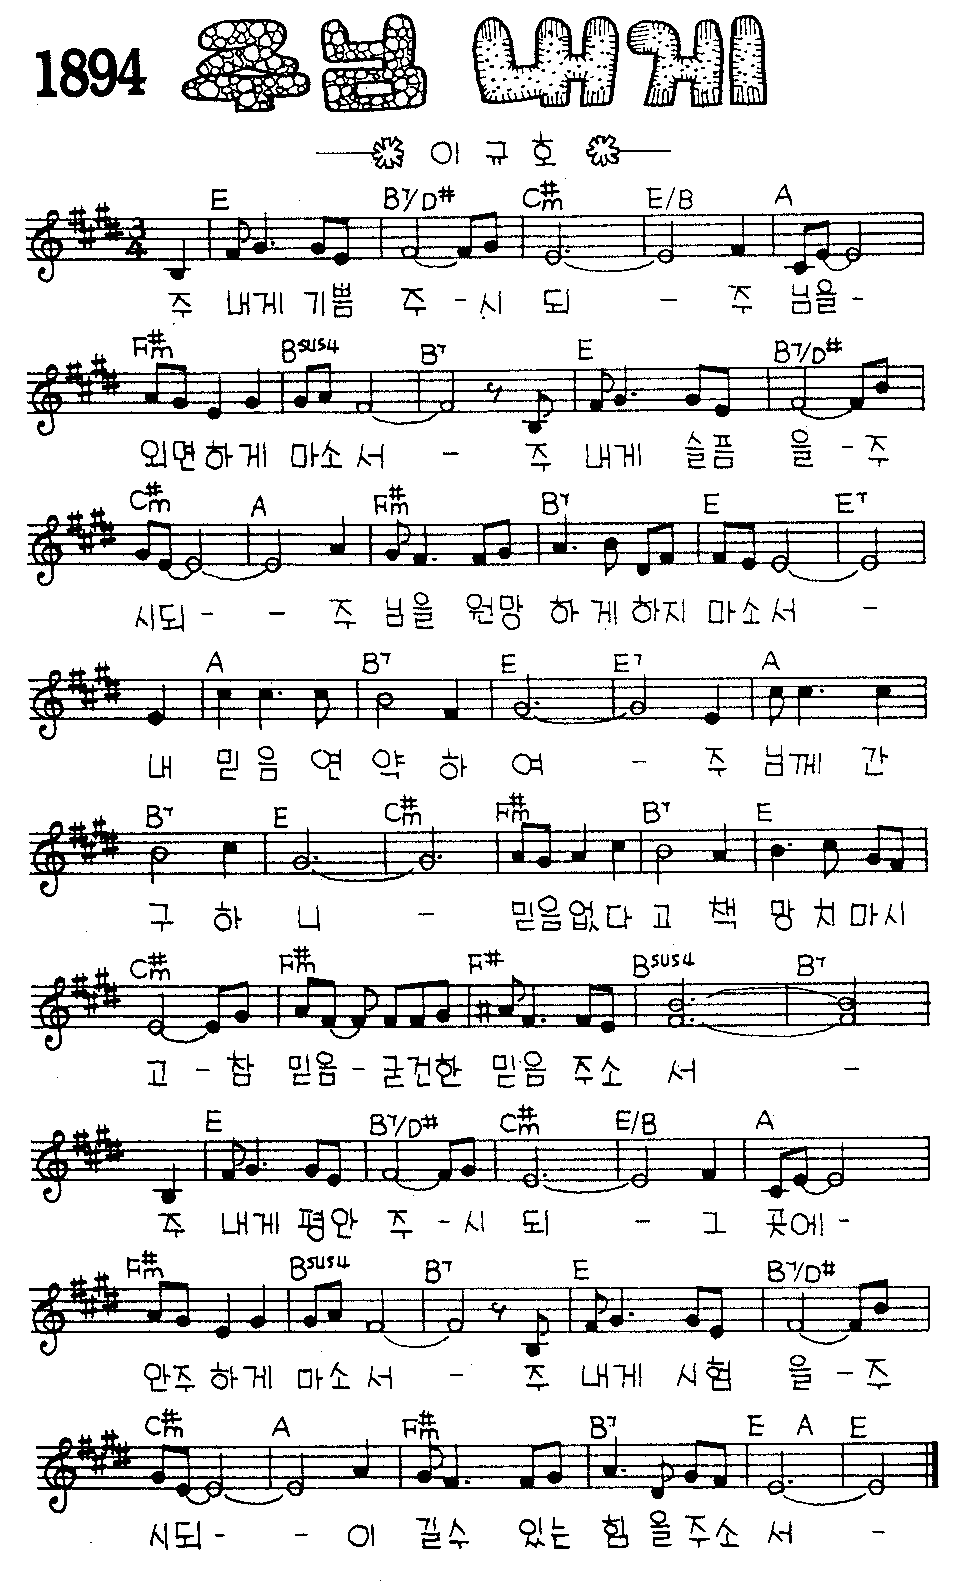 1894 주님 내게
이규호
E B7/D# C#m E/B A
3/4
주 내게 기쁨 주 - 시 되 - 주 님을 -
F#m Bsus4 B7 E B7/D#
외면하게 마소서 - 주 내게 슬픔 을 - 주
C#m A F#m B7 E E7
시되 - - 주 님을 원망 하게하지 마소서 -
A B7 E E7 A
내 믿음 연약하여 - 주 님께 간
B7 E C#m F#m B7 E
구하니 - 믿음없다고 책망치마시
C#m F#m F# Bsus4 B7
고 - 참 믿음 - 굳건한 믿음 주소 서 -
E B7/D# C#m E/B A
주 내게 평안 주 - 시 되 - 그 곳에 -
F#m Bsus4 B7 E B7/D#
안주하게 마소서 - 주 내게 시험 을 - 주
C#m A F#m B7 E A E
시되 - - 이길수 있는 힘을주소서 -